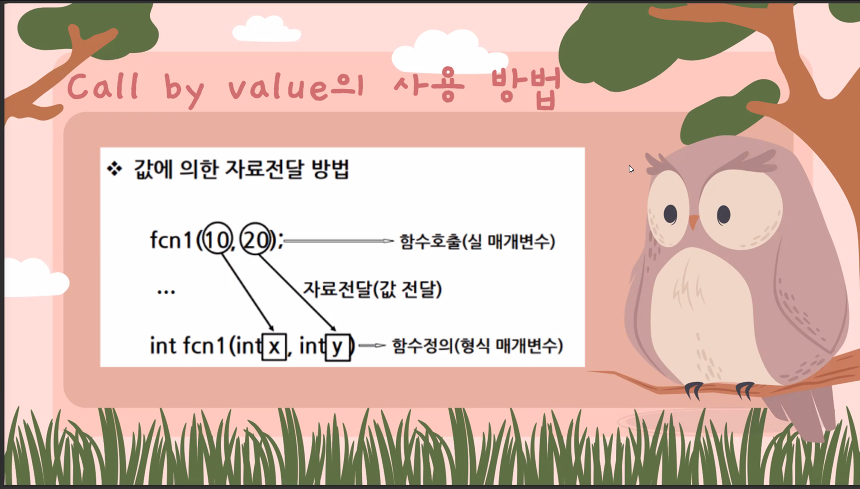 Call by value의 사용 방법
❖ 값에 의한 자료전달 방법
fcn1(10, 20); 함수호출(실 매개변수)
... 자료전달(값 전달)
int fcn1(int x , int y ) 함수정의(형식 매개변수)